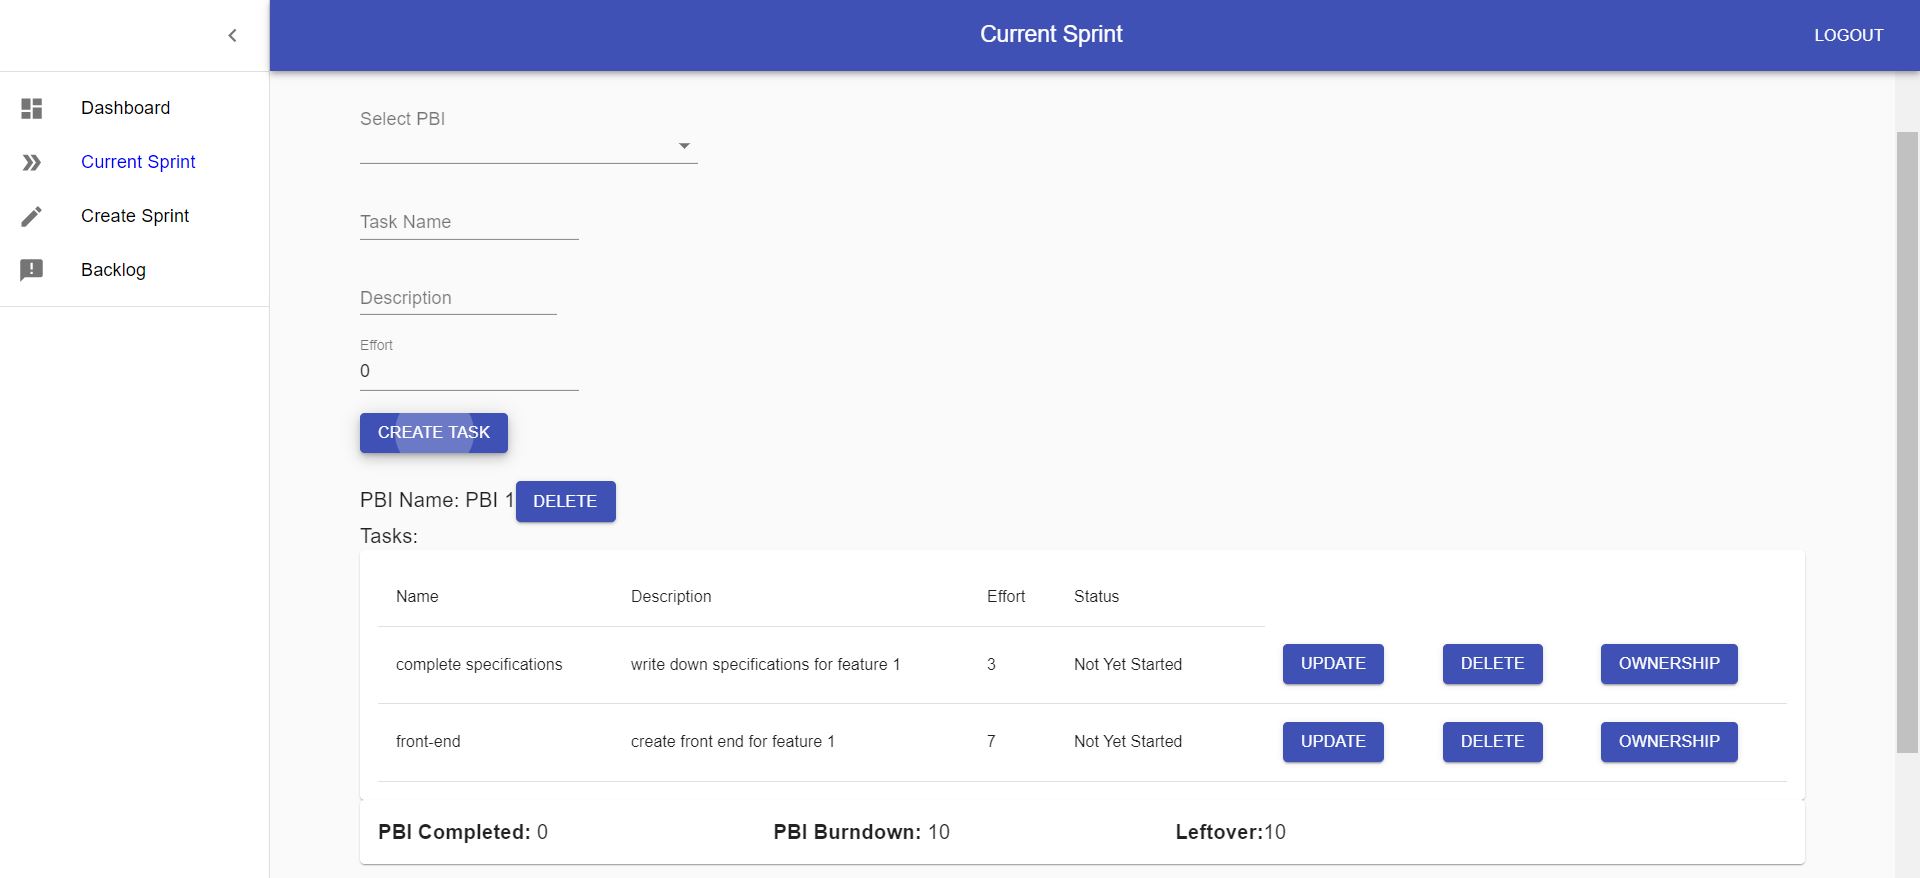 Current Sprint
LOGOUT
Dashboard
Current Sprint
Create Sprint
Backlog
Select PBI
Task Name
Description
Effort
0
CREATE TASK
PBI Name: PBI 1 DELETE
Tasks:
Name Description Effort Status
complete specifications write down specifications for feature 1 3 Not Yet Started UPDATE DELETE OWNERSHIP
front-end create front end for feature 1 7 Not Yet Started UPDATE DELETE OWNERSHIP
PBI Completed: 0 PBI Burndown: 10 Leftover:10